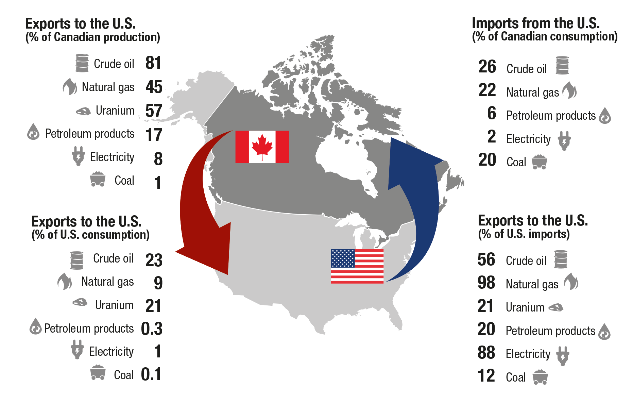 Exports to the U.S.
(% of Canadian production)
Crude oil 81
Natural gas 45
Uranium 57
Petroleum products 17
Electricity 8
Coal 1
Exports to the U.S.
(% of U.S. consumption)
Crude oil 23
Natural gas 9
Uranium 21
Petroleum products 0.3
Electricity 1
Coal 0.1
Imports from the U.S.
(% of Canadian consumption)
26 Crude oil
22 Natural gas
6 Petroleum products
2 Electricity
20 Coal
Exports to the U.S.
(% of U.S. imports)
56 Crude oil
98 Natural gas
21 Uranium
20 Petroleum products
88 Electricity
12 Coal